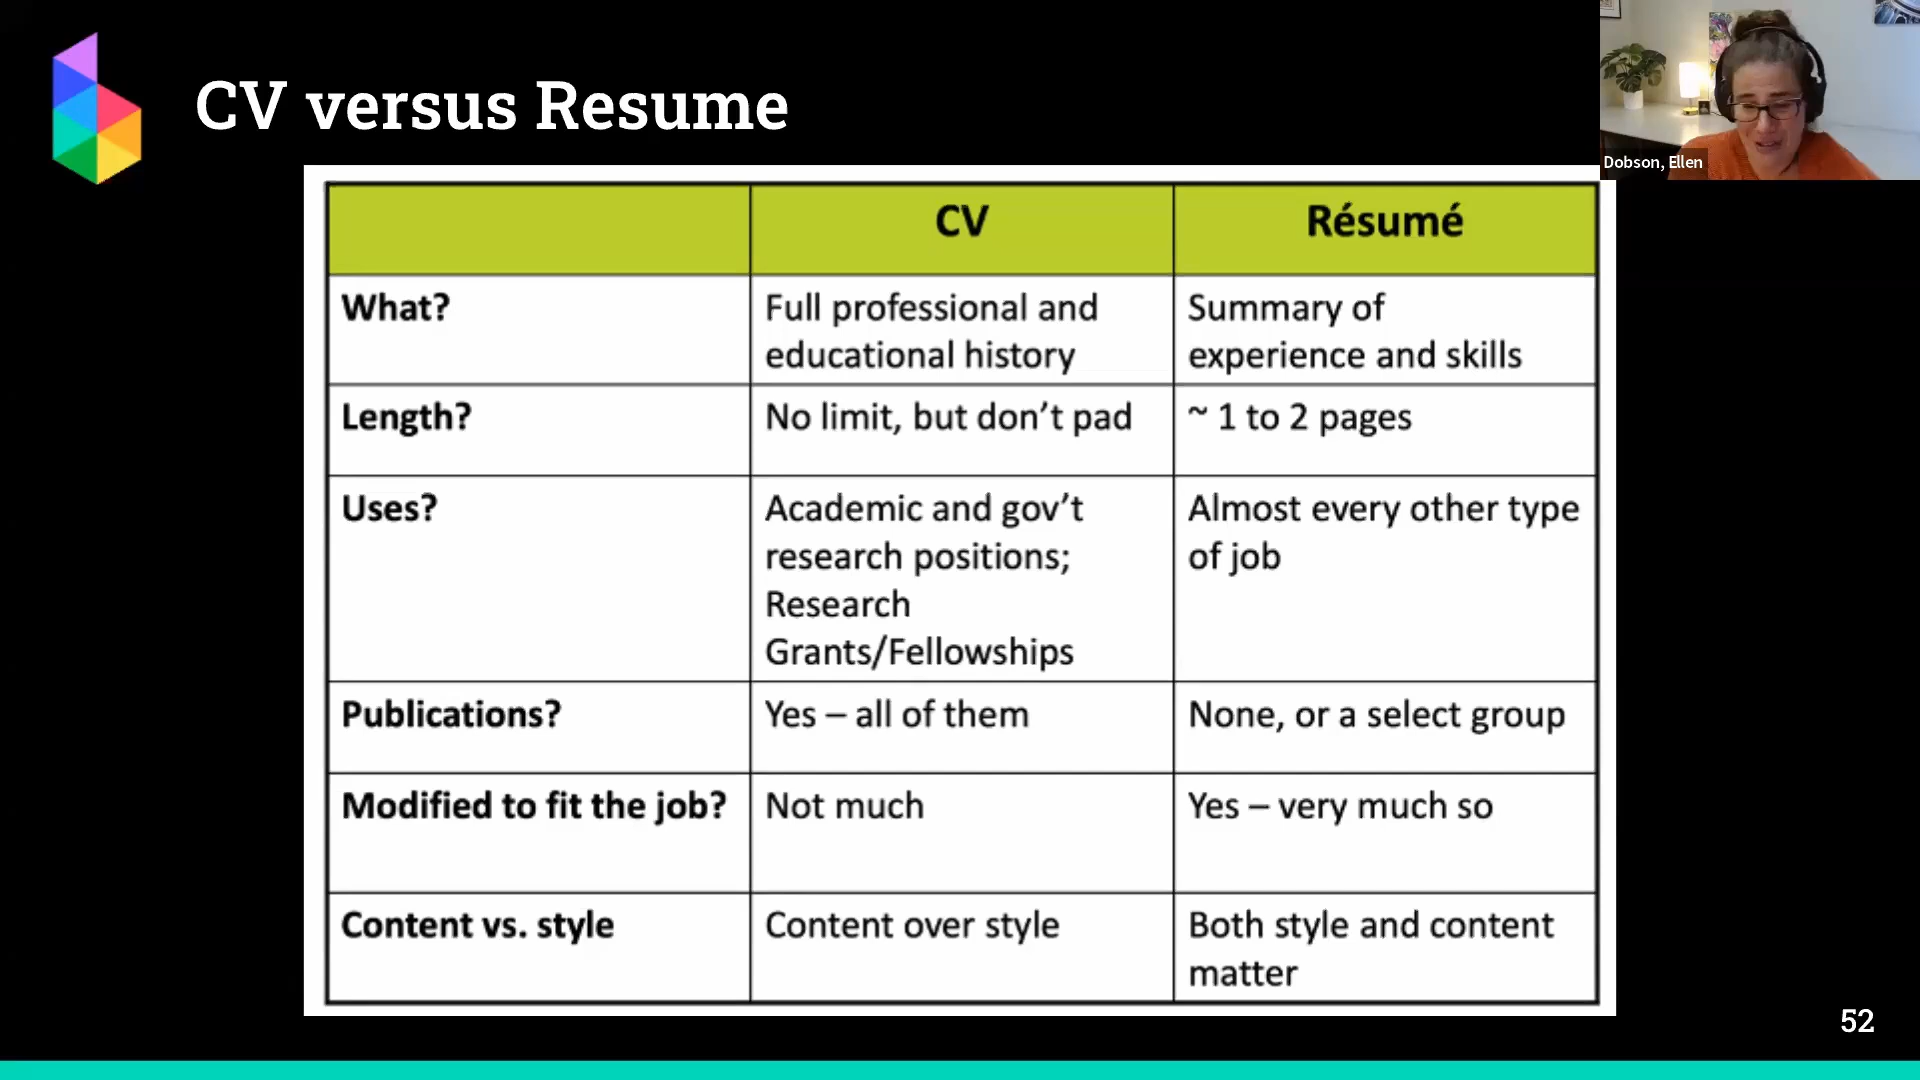 CV versus Resume
Dobson, Ellen
CV
Résumé
What?
Full professional and
educational history
Summary of
experience and skills
Length?
No limit, but don’t pad
~ 1 to 2 pages
Uses?
Academic and gov’t
research positions;
Research
Grants/Fellowships
Almost every other type
of job
Publications?
Yes – all of them
None, or a select group
Modified to fit the job?
Not much
Yes – very much so
Content vs. style
Content over style
Both style and content
matter
52